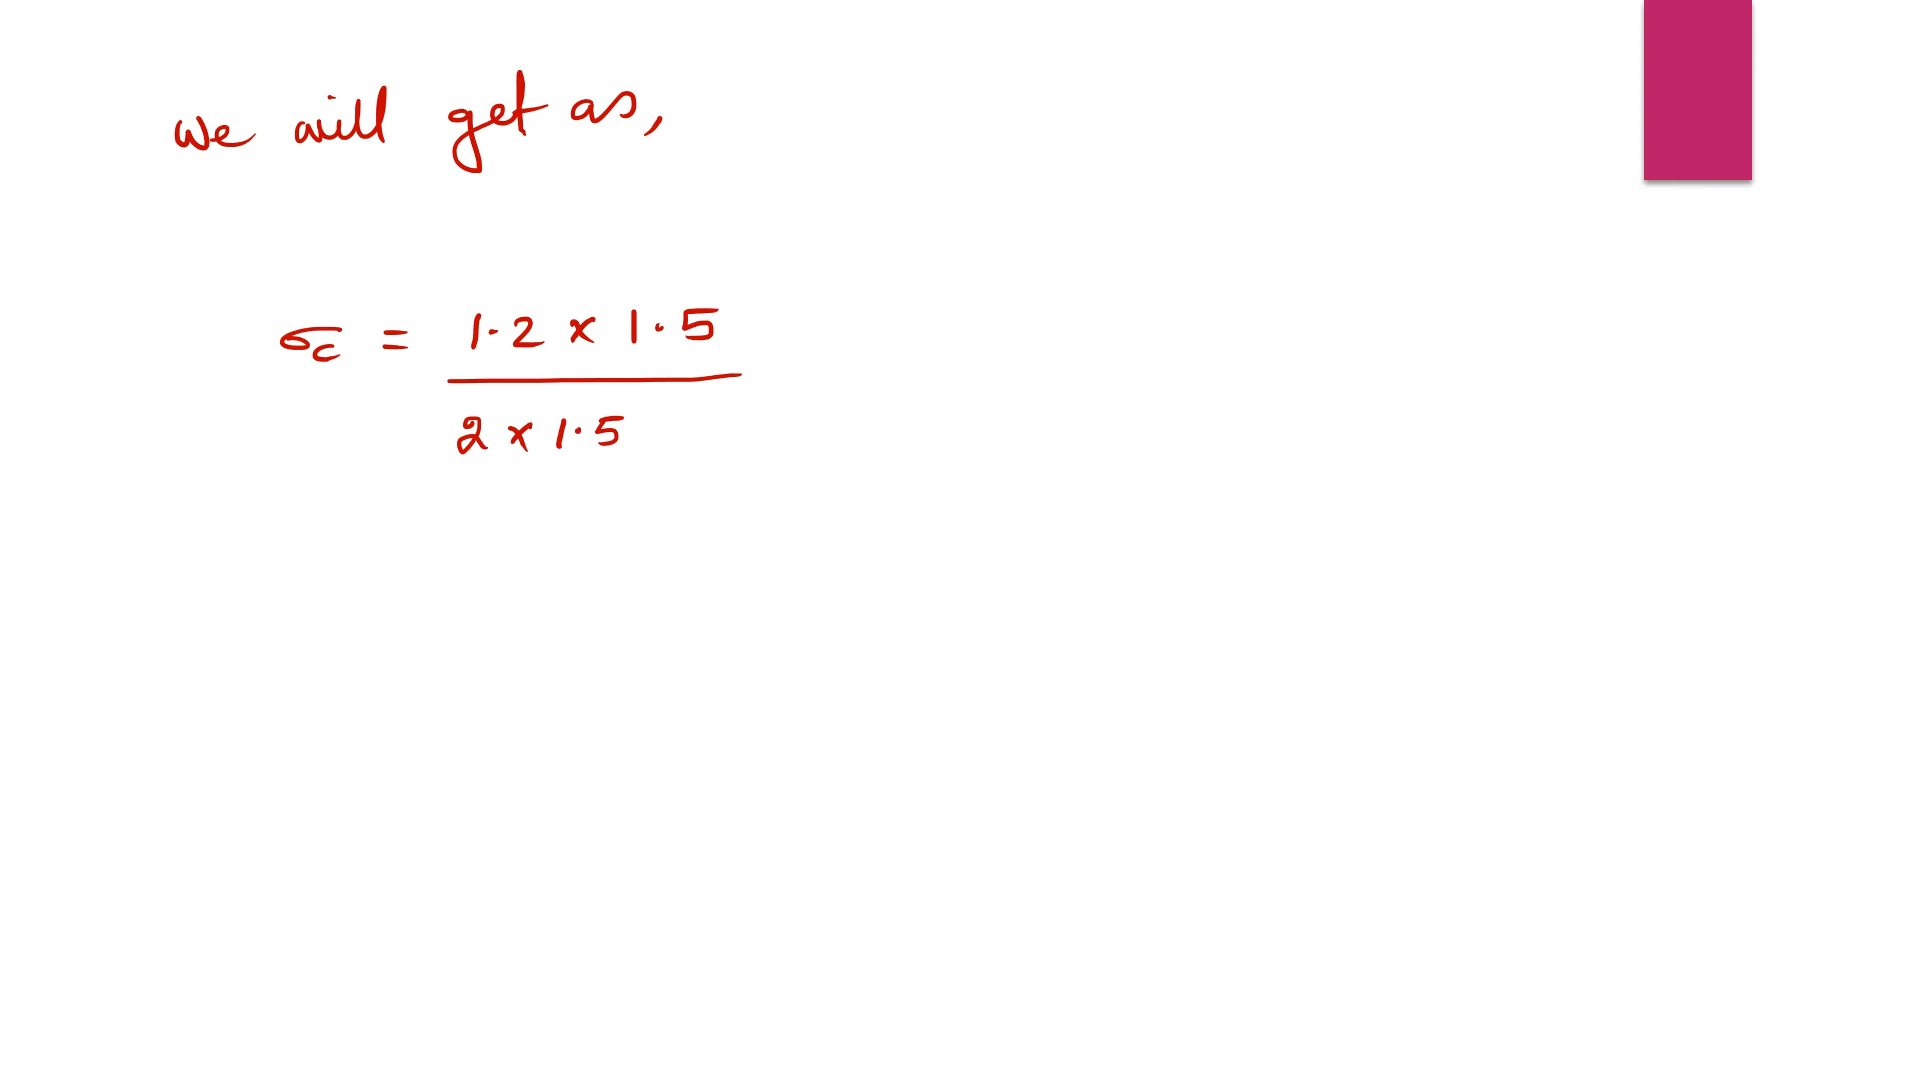 we will get as,
σc = 1.2 x 1.5
2 x 1.5